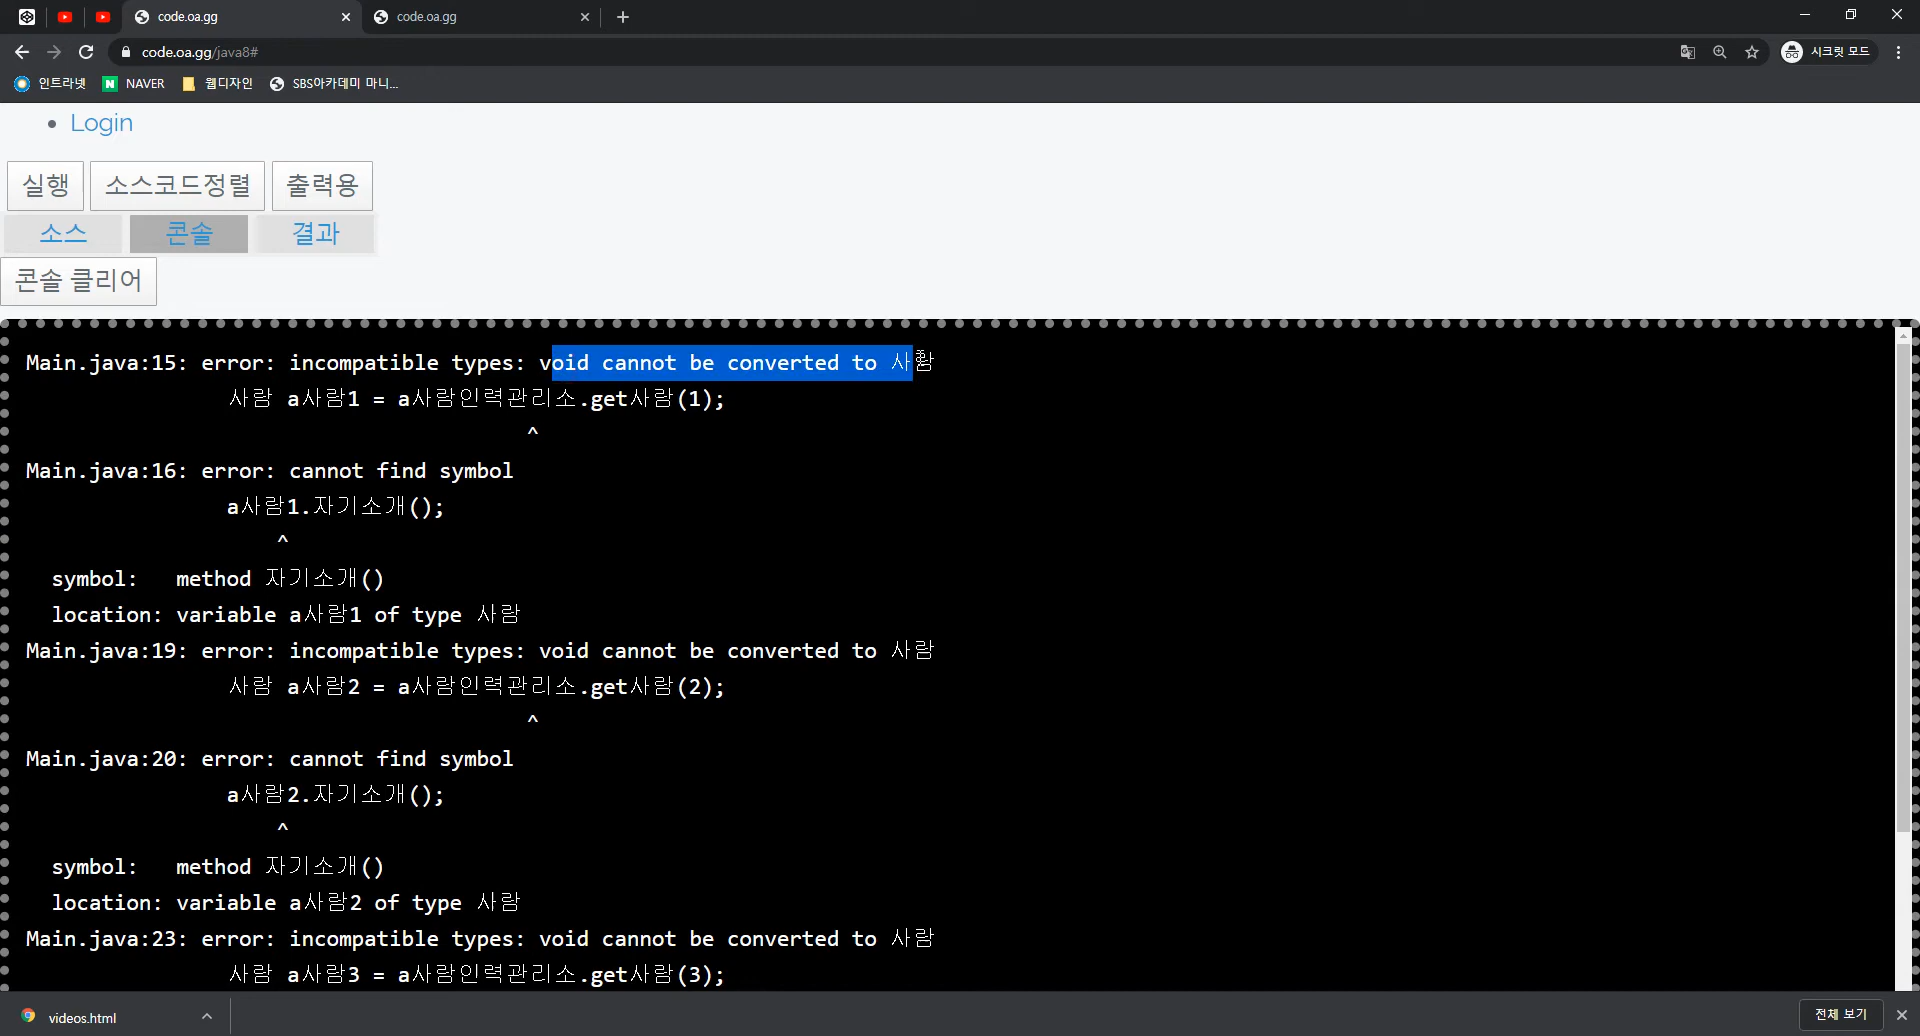 code.oa.gg
code.oa.gg
code.oa.gg/java8#
시크릿 모드
인트라넷
NAVER
웹디자인
SBS아카데미 마니...
Login
실행
소스코드정렬
출력용
소스
콘솔
결과
콘솔 클리어
Main.java:15: error: incompatible types: void cannot be converted to 사람
사람 a사람1 = a사람인력관리소.get사람(1);
^
Main.java:16: error: cannot find symbol
a사람1.자기소개();
^
symbol:   method 자기소개()
location: variable a사람1 of type 사람
Main.java:19: error: incompatible types: void cannot be converted to 사람
사람 a사람2 = a사람인력관리소.get사람(2);
^
Main.java:20: error: cannot find symbol
a사람2.자기소개();
^
symbol:   method 자기소개()
location: variable a사람2 of type 사람
Main.java:23: error: incompatible types: void cannot be converted to 사람
사람 a사람3 = a사람인력관리소.get사람(3);
videos.html
전체 보기